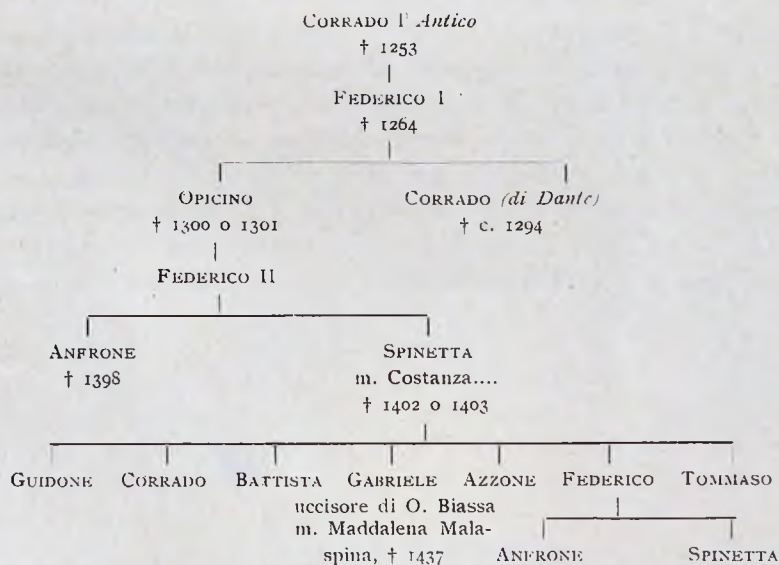 CORRADO l' Antico
† 1253
FEDERICO I
† 1264
OPICINO CORRADO (di Dante)
† 1300 o 1301 † c. 1294
FEDERICO II
ANFRONE SPINETTA
† 1398 m. Costanza....
† 1402 o 1403
GUIDONE CORRADO BATTISTA GABRIELE AZZONE FEDERICO TOMMASO
uccisore di O. Biassa
m. Maddalena Mala-
spina, † 1437 ANFRONE SPINETTA